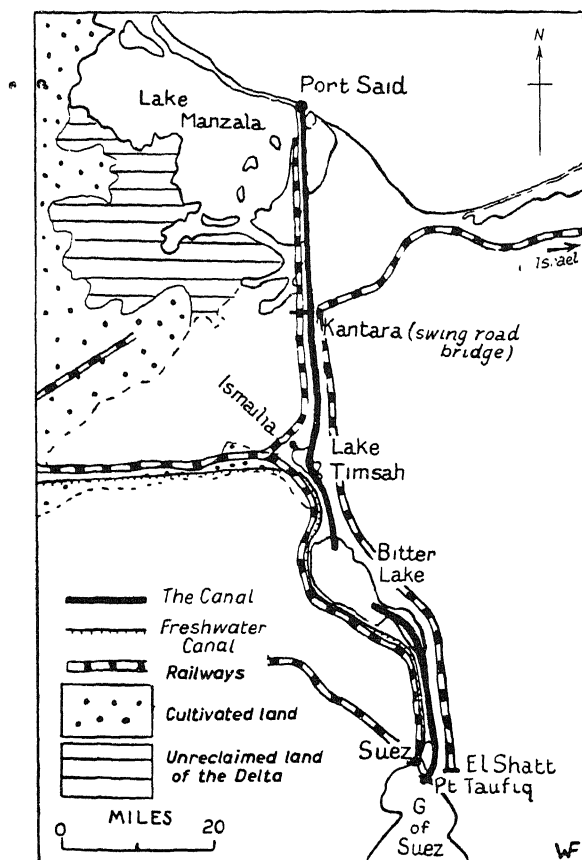 N
Port Said
Lake
Manzala
Israel
Kantara (swing road
bridge)
Ismailia
Lake
Timsah
Bitter
Lake
The Canal
Freshwater
Canal
Railways
Cultivated land
Unreclaimed land
of the Delta
Suez
El Shatt
Pt Taufiq
G
of
Suez
MILES
0 20
WF